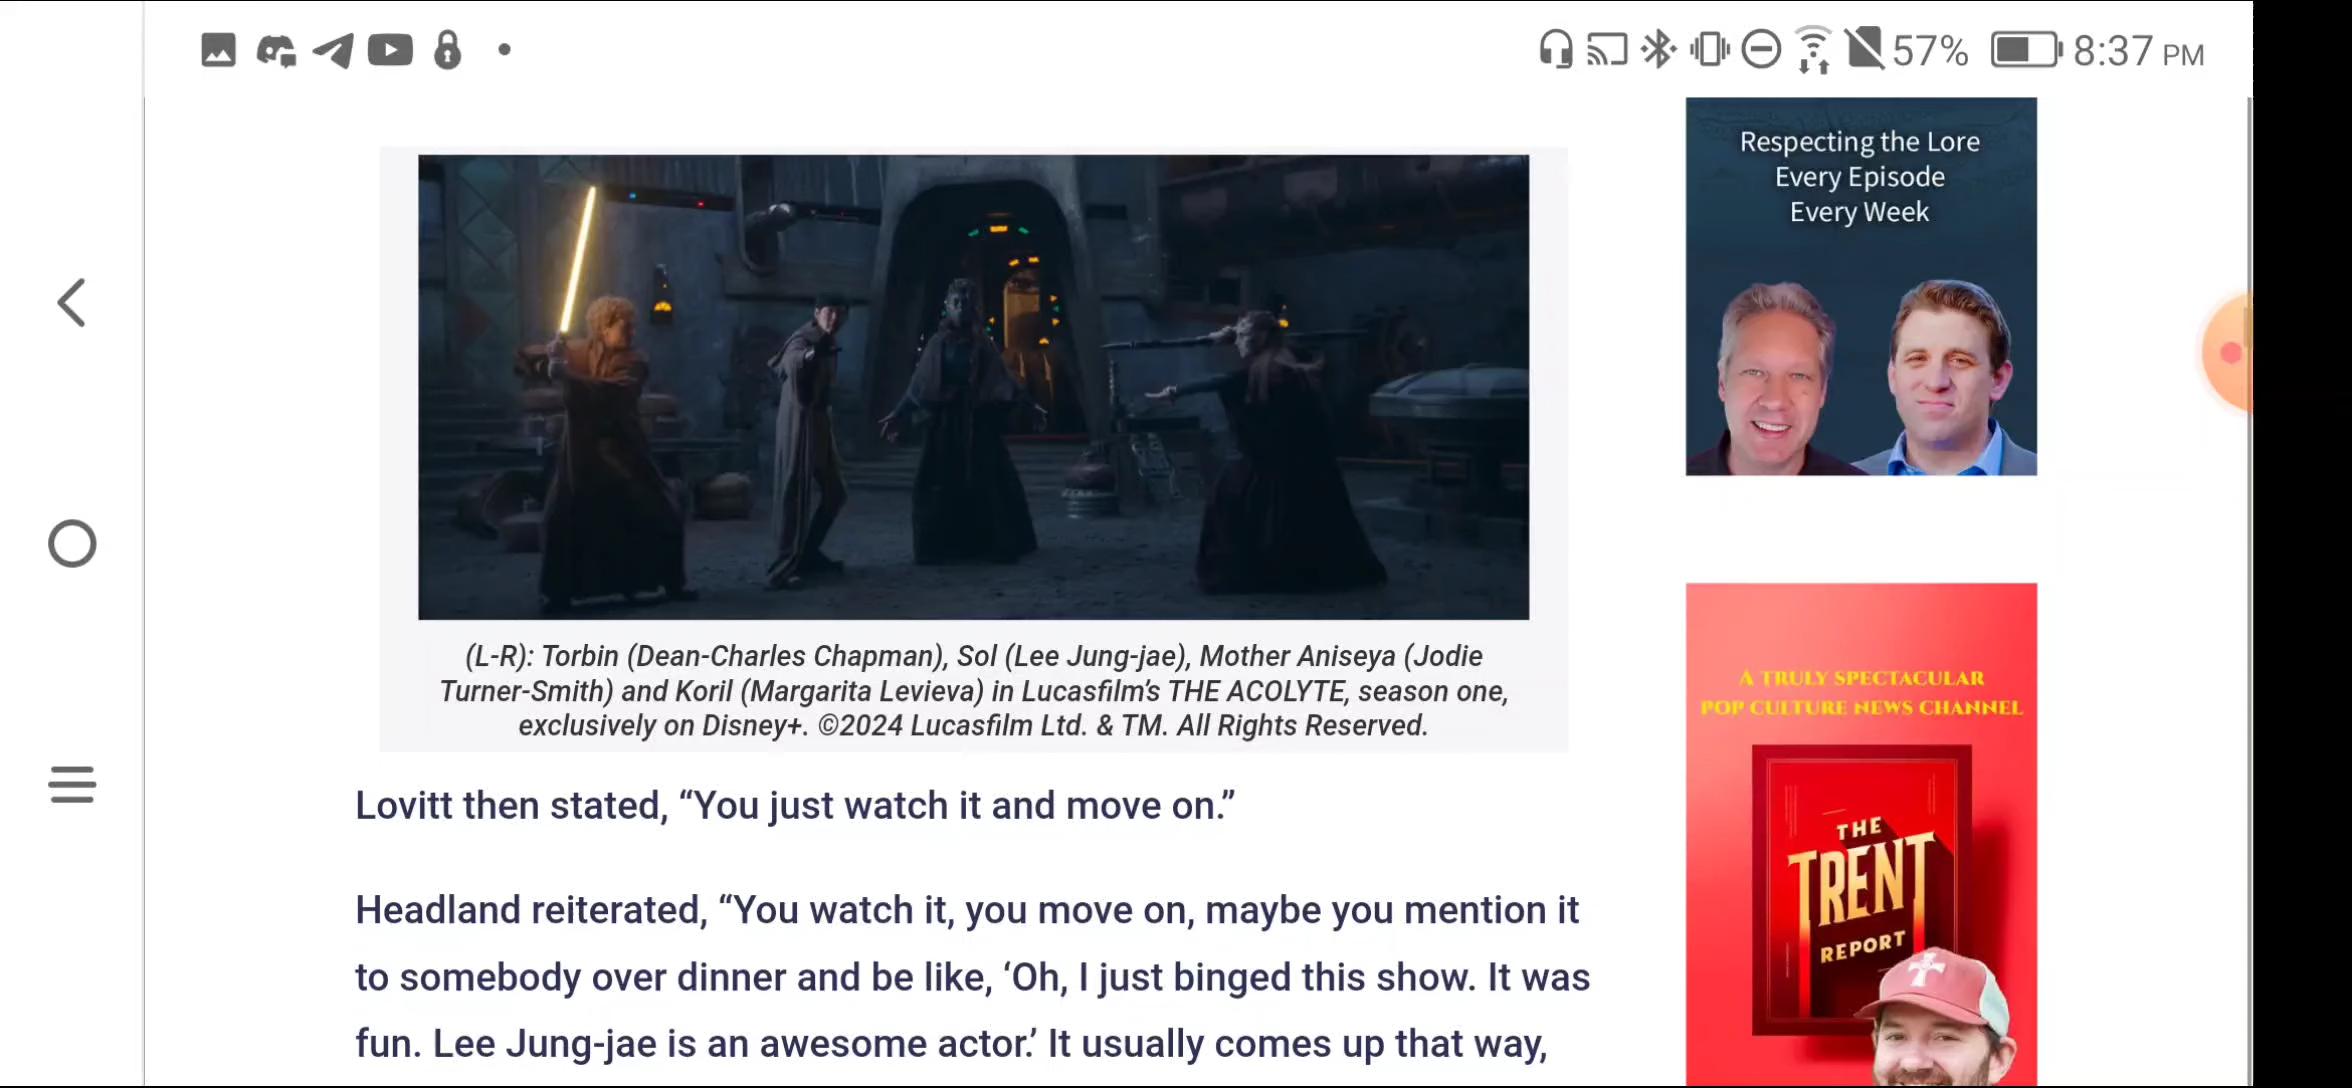 57% 8:37 PM
Respecting the Lore
Every Episode
Every Week
(L-R): Torbin (Dean-Charles Chapman), Sol (Lee Jung-jae), Mother Aniseya (Jodie
Turner-Smith) and Koril (Margarita Levieva) in Lucasfilm’s THE ACOLYTE, season one,
exclusively on Disney+. ©2024 Lucasfilm Ltd. & TM. All Rights Reserved.
Lovitt then stated, “You just watch it and move on.”
Headland reiterated, “You watch it, you move on, maybe you mention it
to somebody over dinner and be like, ‘Oh, I just binged this show. It was
fun. Lee Jung-jae is an awesome actor.’ It usually comes up that way,
A TRULY SPECTACULAR
POP CULTURE NEWS CHANNEL
THE
TRENT
REPORT